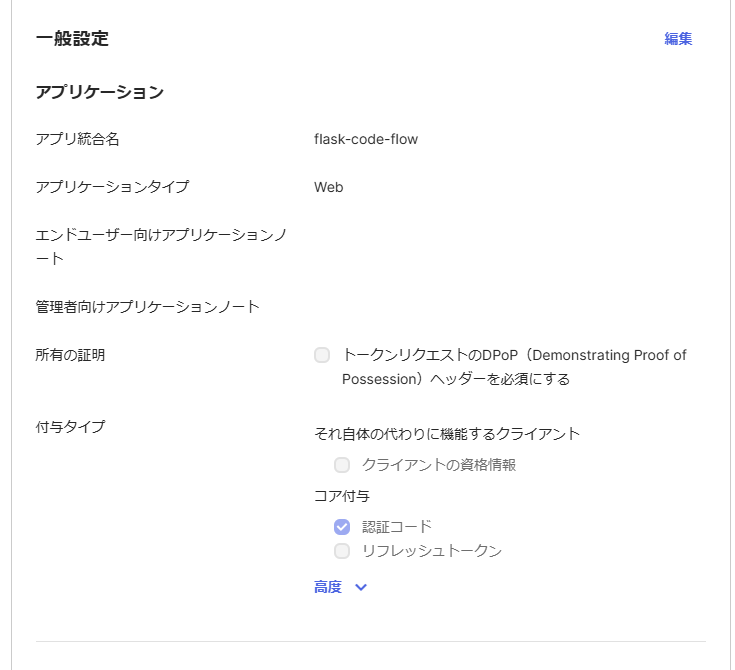 一般設定
編集
アプリケーション
アプリ統合名
flask-code-flow
アプリケーションタイプ
Web
エンドユーザー向けアプリケーションノ
ート
管理者向けアプリケーションノート
所有の証明
トークンリクエストのDPoP（Demonstrating Proof of
Possession）ヘッダーを必須にする
付与タイプ
それ自体の代わりに機能するクライアント
クライアントの資格情報
コア付与
認証コード
リフレッシュトークン
高度